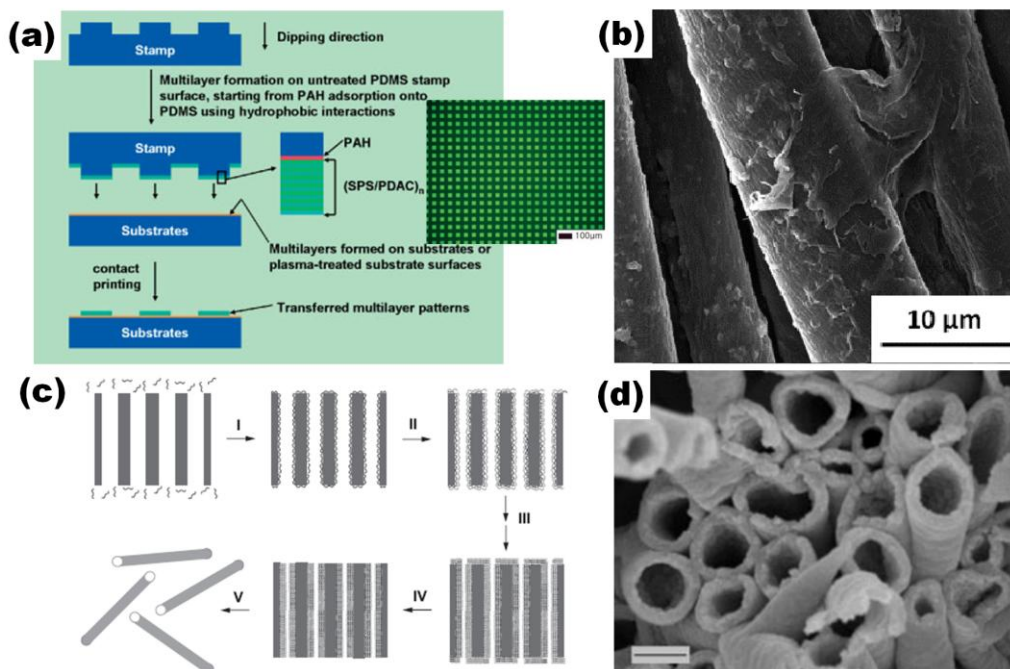 (a)
Stamp
Dipping direction
Multilayer formation on untreated PDMS stamp
surface, starting from PAH adsorption onto
PDMS using hydrophobic interactions
Stamp
PAH
(SPS/PDAC)n
100μm
Substrates
Multilayers formed on substrates or
plasma-treated substrate surfaces
contact
printing
Transferred multilayer patterns
Substrates
(b)
10 μm
(c)
I
II
III
IV
V
(d)